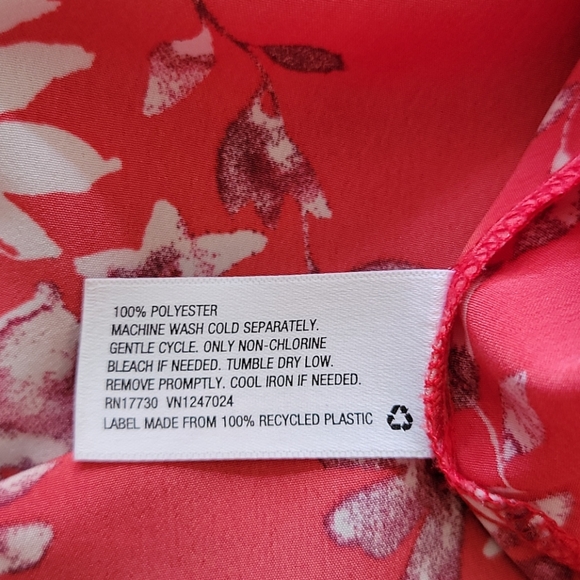 100% POLYESTER
MACHINE WASH COLD SEPARATELY.
GENTLE CYCLE. ONLY NON-CHLORINE
BLEACH IF NEEDED. TUMBLE DRY LOW.
REMOVE PROMPTLY. COOL IRON IF NEEDED.
RN17730 VN1247024
LABEL MADE FROM 100% RECYCLED PLASTIC